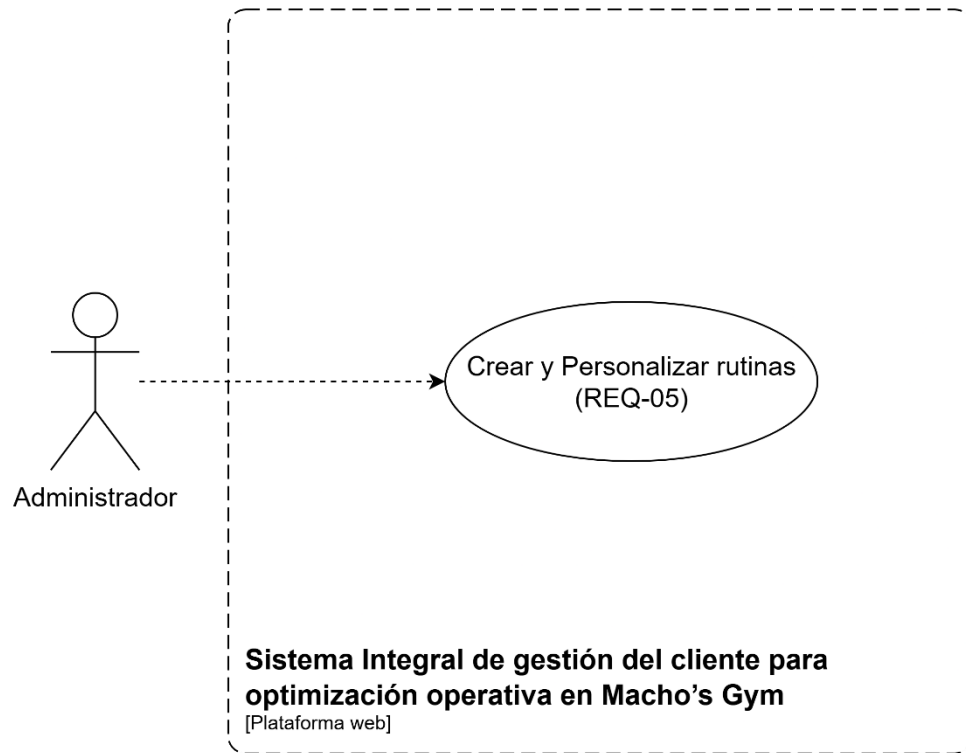 Crear y Personalizar rutinas
(REQ-05)
Administrador
Sistema Integral de gestión del cliente para
optimización operativa en Macho's Gym
[Plataforma web]